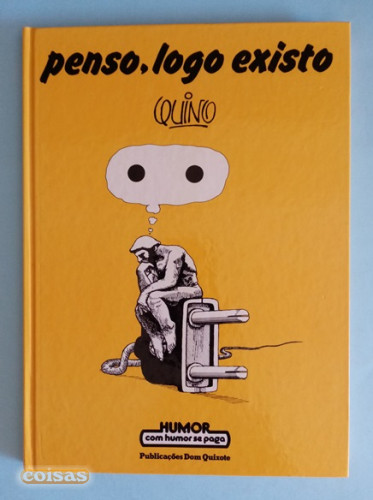 penso, logo existo
QUINO
HUMOR
com humor se paga
Publicações Dom Quixote
coisas